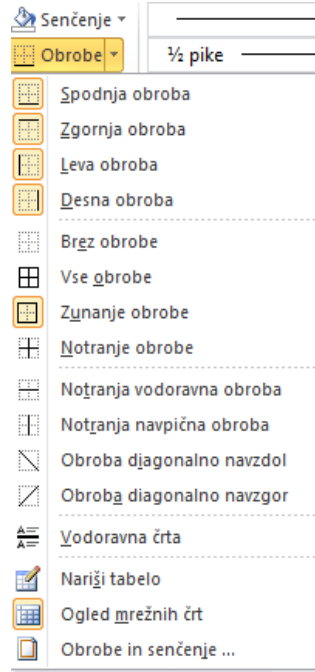 Senčenje
Obrobe
½ pike
Spodnja obroba
Zgornja obroba
Leva obroba
Desna obroba
Brez obrobe
Vse obrobe
Zunanje obrobe
Notranje obrobe
Notranja vodoravna obroba
Notranja navpična obroba
Obroba diagonalno navzdol
Obroba diagonalno navzgor
Vodoravna črta
Nariši tabelo
Ogled mrežnih črt
Obrobe in senčenje ...